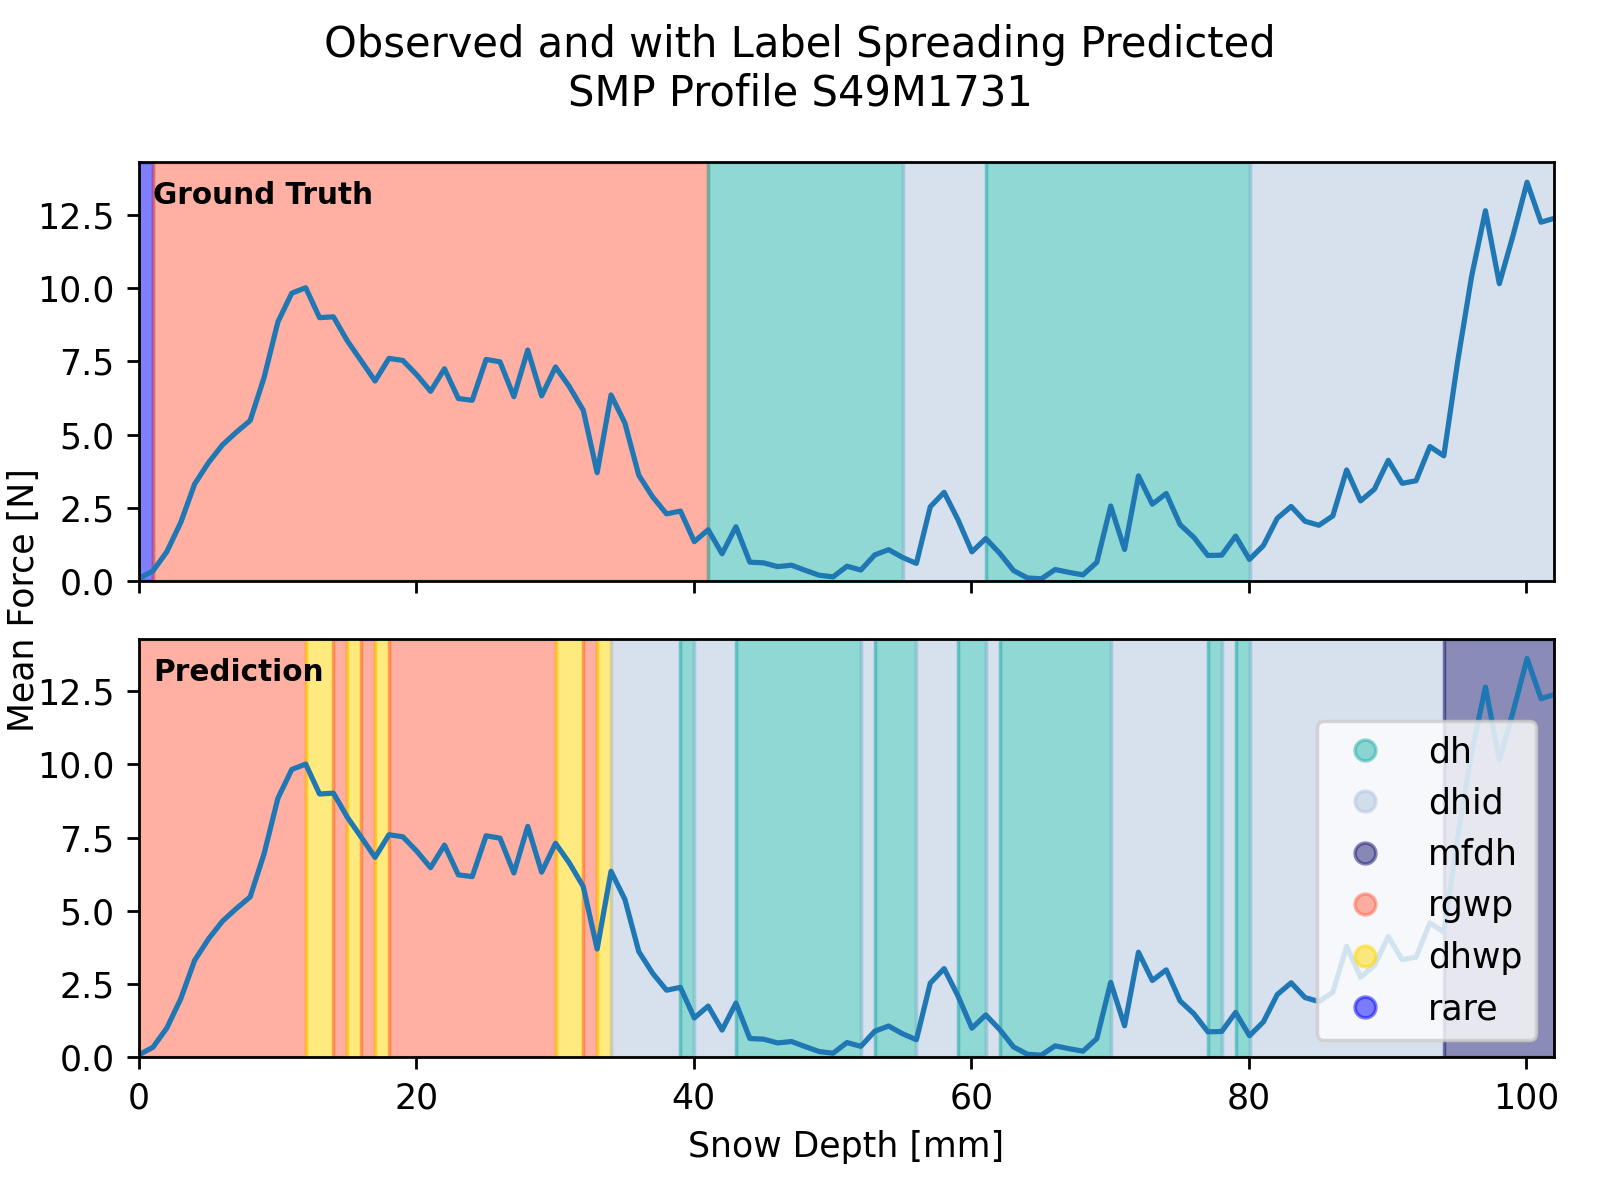 Observed and with Label Spreading Predicted
SMP Profile S49M1731
Ground Truth
12.5
10.0
7.5
5.0
2.5
0.0
Mean Force [N]
Prediction
12.5
10.0
7.5
5.0
2.5
0.0
dh
dhid
mfdh
rgwp
dhwp
rare
0 20 40 60 80 100
Snow Depth [mm]